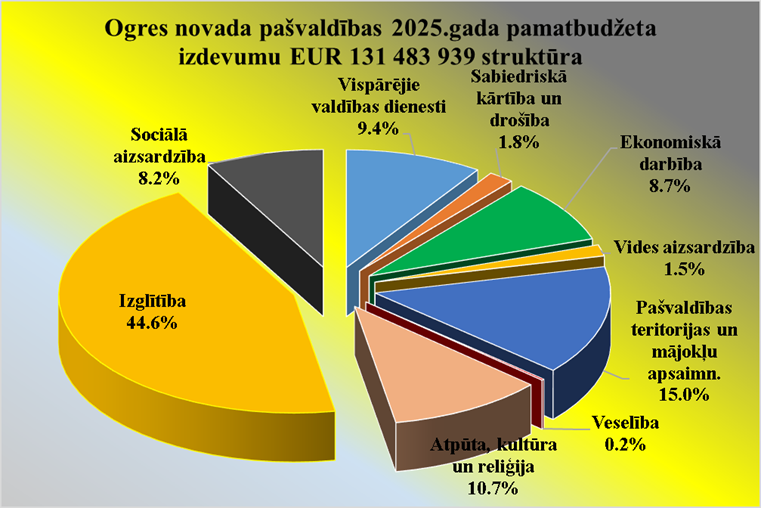 Ogres novada pašvaldības 2025.gada pamatbudžeta
izdevumu EUR 131 483 939 struktūra
Vispārējie
valdības dienesti
9.4%
Sabiedriskā
kārtība un
drošība
1.8%
Ekonomiskā
darbība
8.7%
Vides aizsardzība
1.5%
Pašvaldības
teritorijas un
mājokļu
apsaimn.
15.0%
Veselība
0.2%
Atpūta, kultūra
un reliģija
10.7%
Izglītība
44.6%
Sociālā
aizsardzība
8.2%